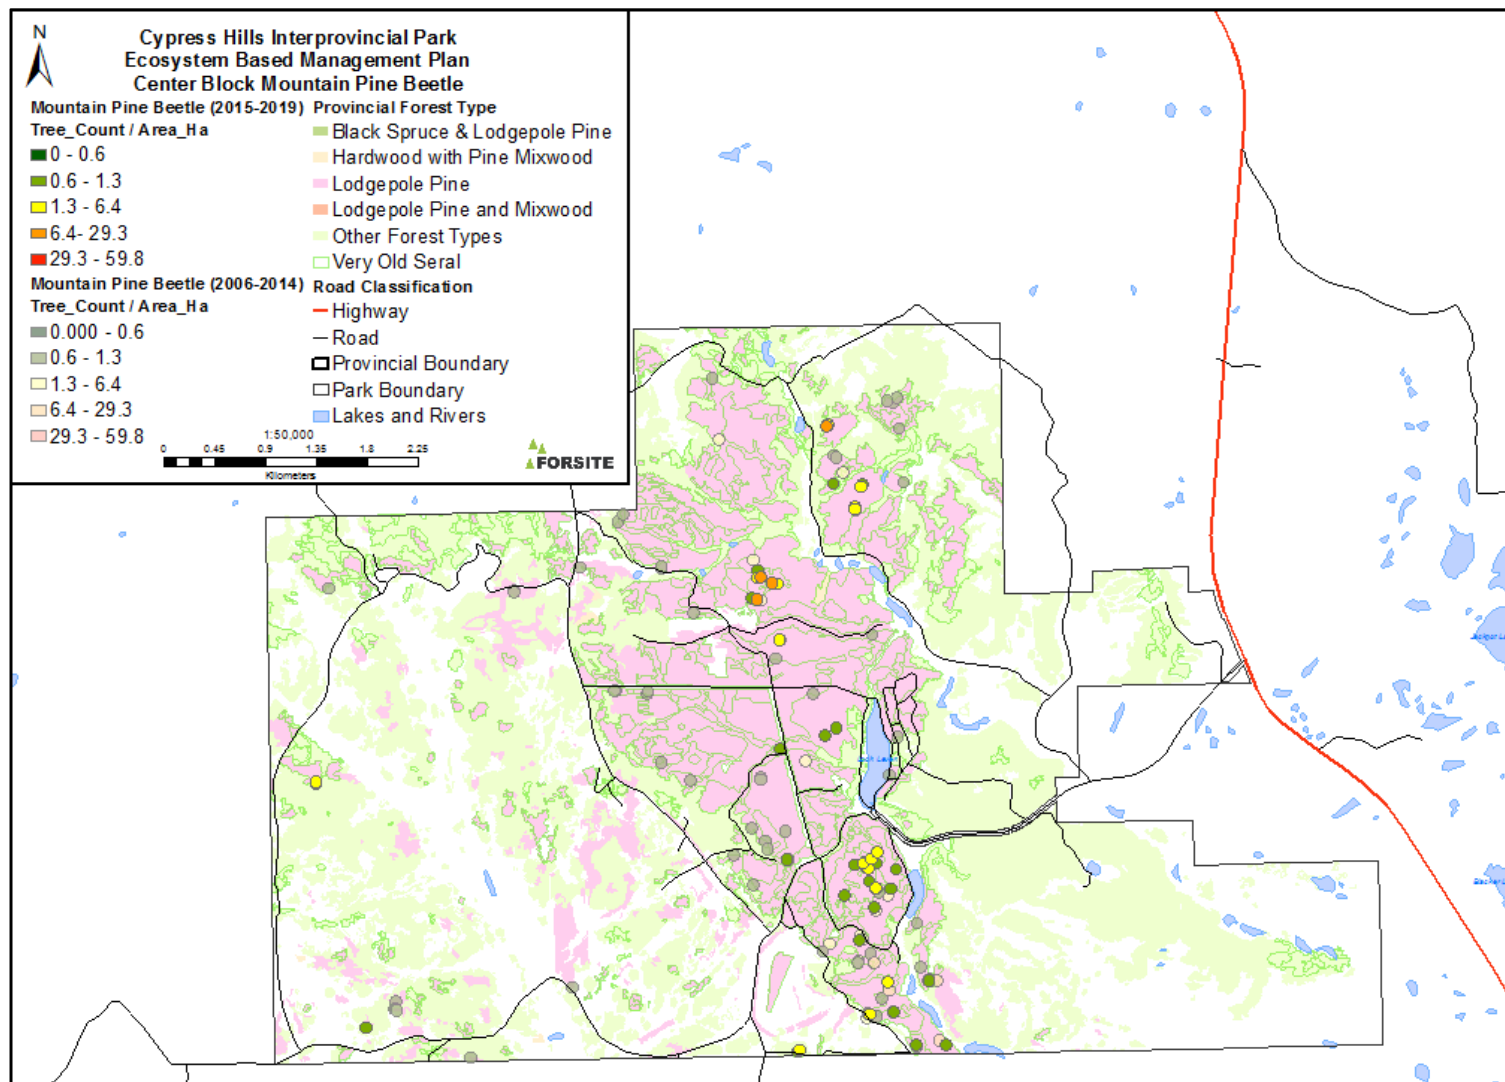 N
Cypress Hills Interprovincial Park
Ecosystem Based Management Plan
Center Block Mountain Pine Beetle
Mountain Pine Beetle (2015-2019)
Tree_Count / Area_Ha
0 - 0.6
0.6 - 1.3
1.3 - 6.4
6.4- 29.3
29.3 - 59.8
Mountain Pine Beetle (2006-2014)
Tree_Count / Area_Ha
0.000 - 0.6
0.6 - 1.3
1.3 - 6.4
6.4 - 29.3
29.3 - 59.8
Provincial Forest Type
Black Spruce & Lodgepole Pine
Hardwood with Pine Mixwood
Lodgepole Pine
Lodgepole Pine and Mixwood
Other Forest Types
Very Old Seral
Road Classification
Highway
Road
Provincial Boundary
Park Boundary
Lakes and Rivers
1:50,000
0 0.45 0.9 1.35 1.8 2.25
Kilometers
FORSITE